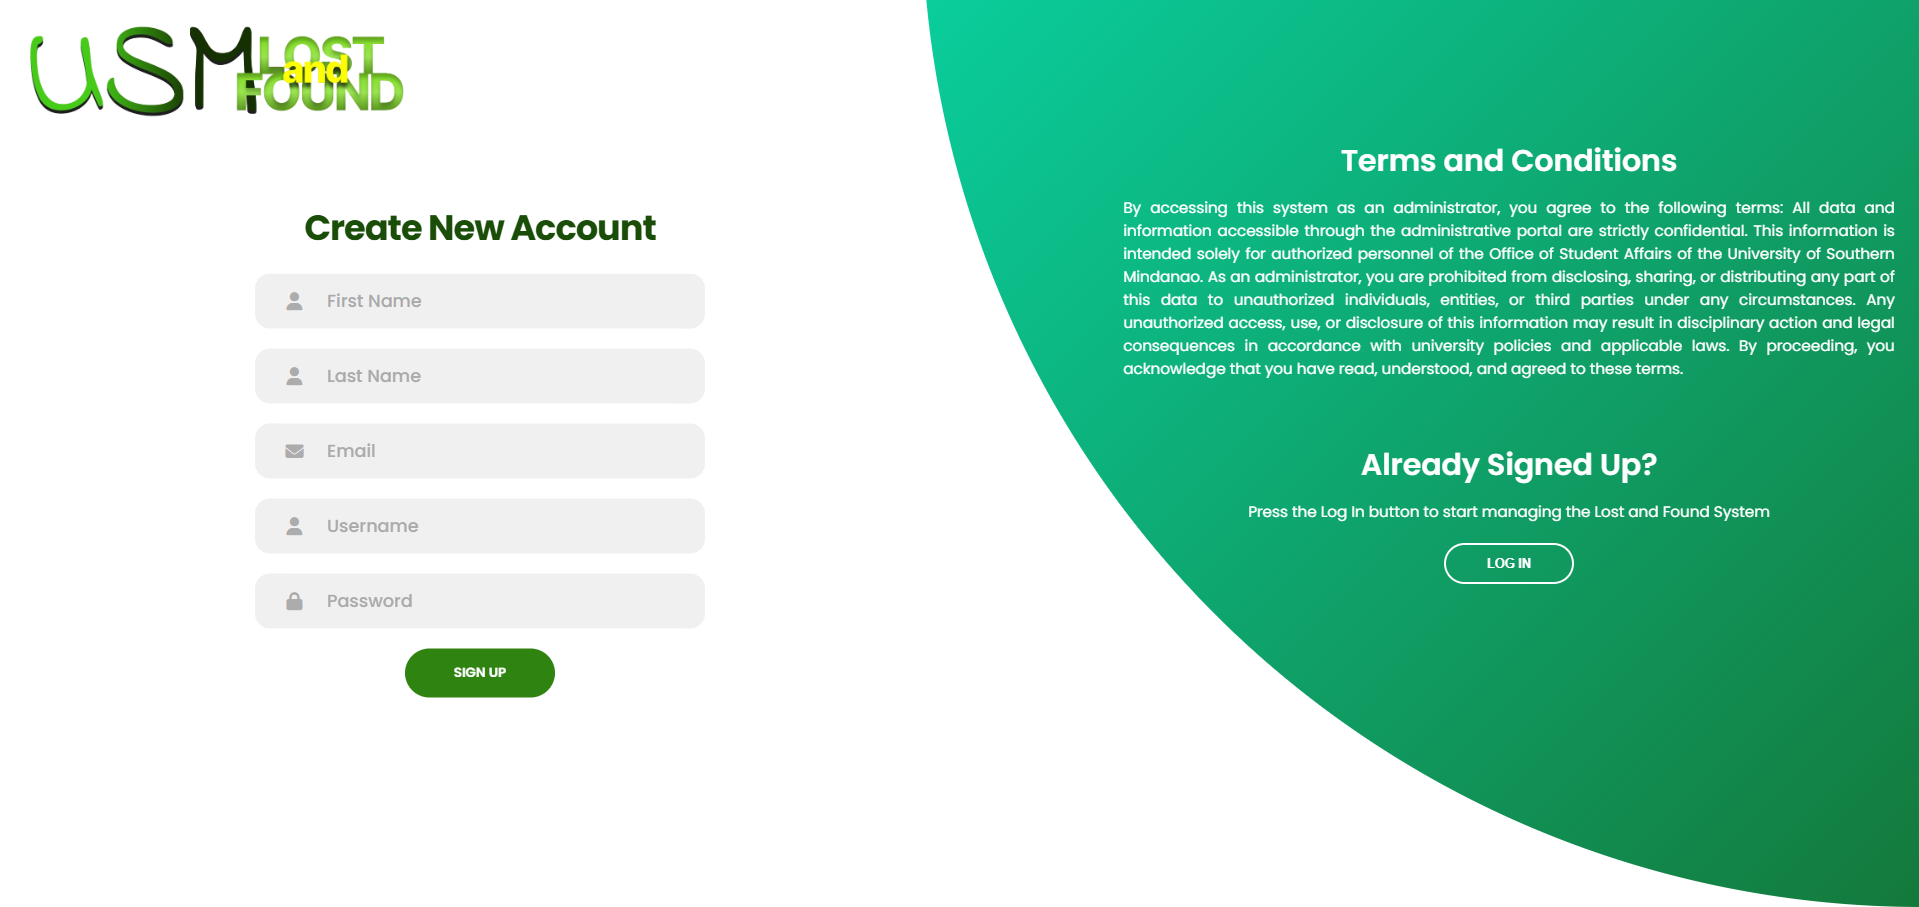 USM LOST
and
FOUND
Create New Account
First Name
Last Name
Email
Username
Password
SIGN UP
Terms and Conditions
By accessing this system as an administrator, you agree to the following terms: All data and
information accessible through the administrative portal are strictly confidential. This information is
intended solely for authorized personnel of the Office of Student Affairs of the University of Southern
Mindanao. As an administrator, you are prohibited from disclosing, sharing, or distributing any part of
this data to unauthorized individuals, entities, or third parties under any circumstances. Any
unauthorized access, use, or disclosure of this information may result in disciplinary action and legal
consequences in accordance with university policies and applicable laws. By proceeding, you
acknowledge that you have read, understood, and agreed to these terms.
Already Signed Up?
Press the Log In button to start managing the Lost and Found System
LOG IN